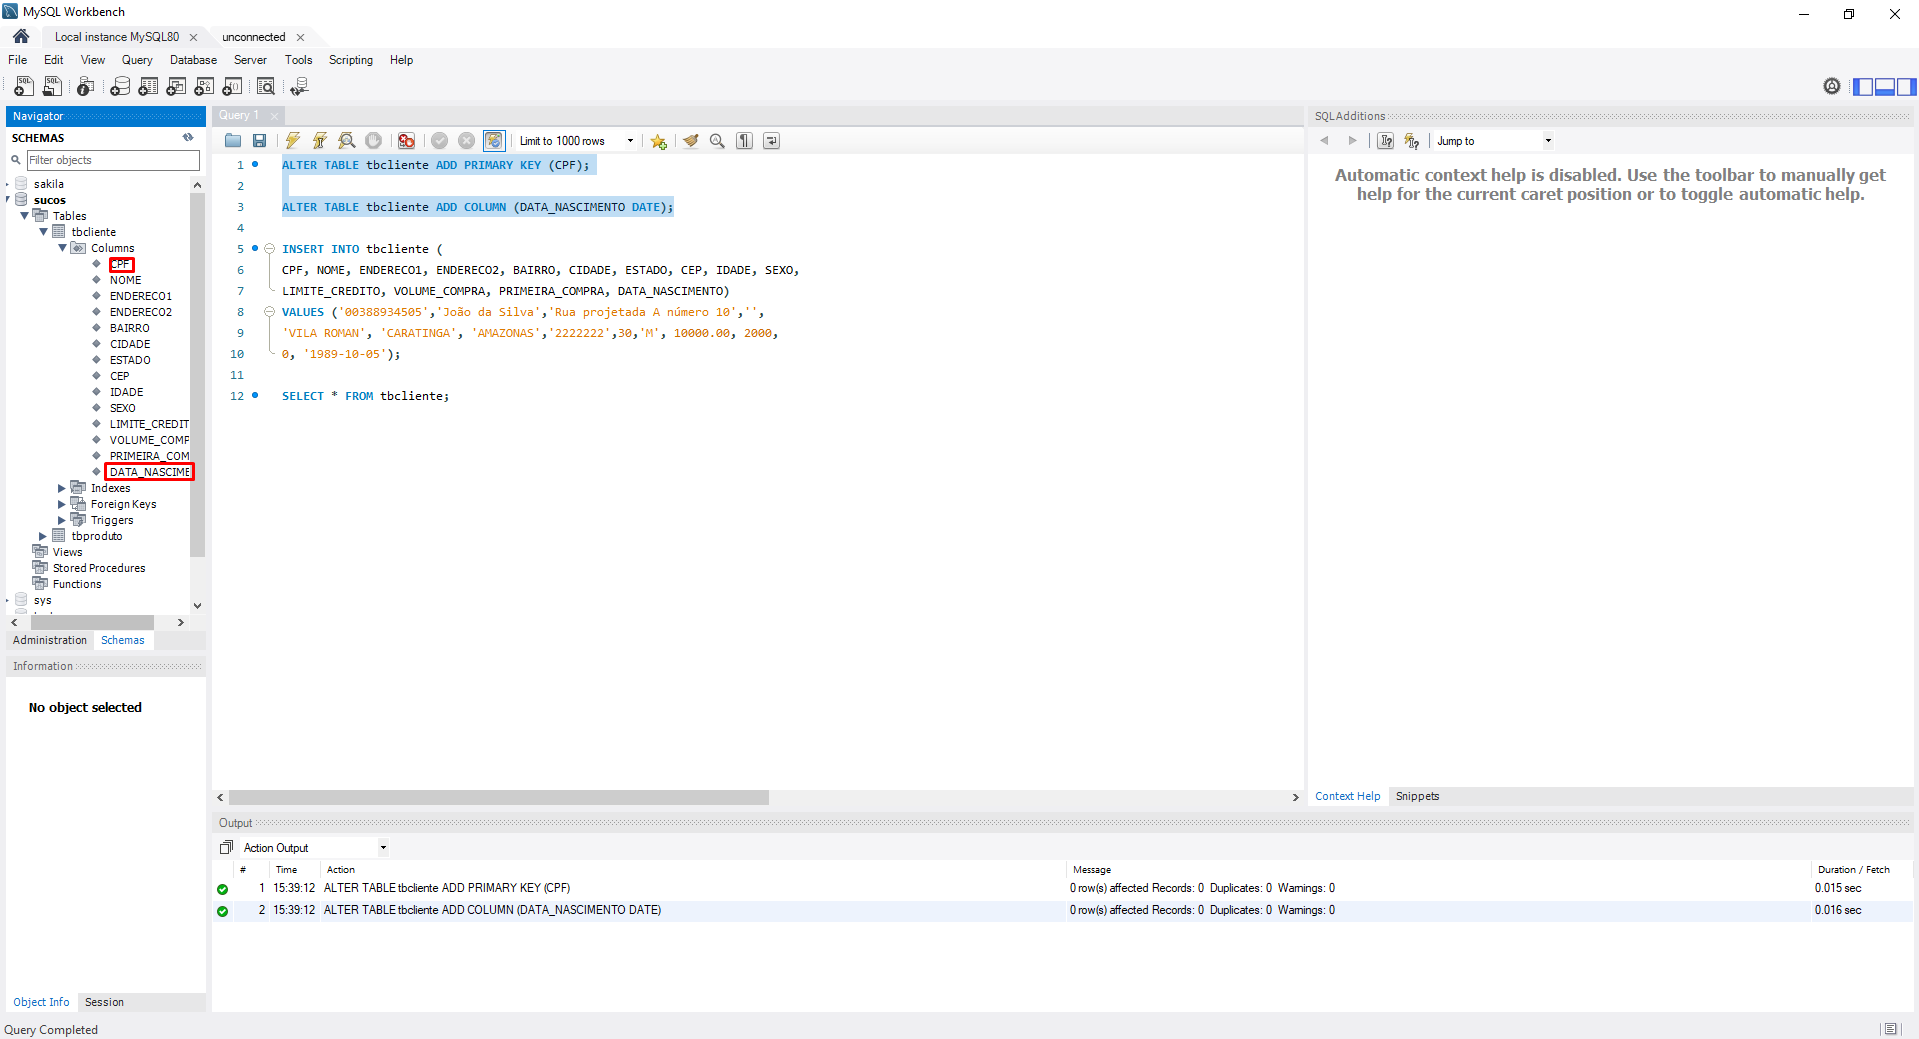 MySQL Workbench
Local instance MySQL80
unconnected
File Edit View Query Database Server Tools Scripting Help
Navigator
SCHEMAS
Filter objects
sakila
sucos
Tables
tbcliente
Columns
CPF
NOME
ENDERECO1
ENDERECO2
BAIRRO
CIDADE
ESTADO
CEP
IDADE
SEXO
LIMITE_CREDIT
VOLUME_COMP
PRIMEIRA_COM
DATA_NASCIME
Indexes
Foreign Keys
Triggers
tbproduto
Views
Stored Procedures
Functions
sys
Administration Schemas
Information
No object selected
Object Info Session
Query 1
Limit to 1000 rows
1 ALTER TABLE tbcliente ADD PRIMARY KEY (CPF);
2
3 ALTER TABLE tbcliente ADD COLUMN (DATA_NASCIMENTO DATE);
4
5 INSERT INTO tbcliente (
6 CPF, NOME, ENDERECO1, ENDERECO2, BAIRRO, CIDADE, ESTADO, CEP, IDADE, SEXO,
7 LIMITE_CREDITO, VOLUME_COMPRA, PRIMEIRA_COMPRA, DATA_NASCIMENTO)
8 VALUES ('00388934505','João da Silva','Rua projetada A número 10','',
9 'VILA ROMAN', 'CARATINGA', 'AMAZONAS','2222222',30,'M', 10000.00, 2000,
10 0, '1989-10-05');
11
12 SELECT * FROM tbcliente;
SQLAdditions
Jump to
Automatic context help is disabled. Use the toolbar to manually get
help for the current caret position or to toggle automatic help.
Context Help Snippets
Output
Action Output
# Time Action Message Duration / Fetch
1 15:39:12 ALTER TABLE tbcliente ADD PRIMARY KEY (CPF) 0 row(s) affected Records: 0 Duplicates: 0 Warnings: 0 0.015 sec
2 15:39:12 ALTER TABLE tbcliente ADD COLUMN (DATA_NASCIMENTO DATE) 0 row(s) affected Records: 0 Duplicates: 0 Warnings: 0 0.016 sec
Query Completed